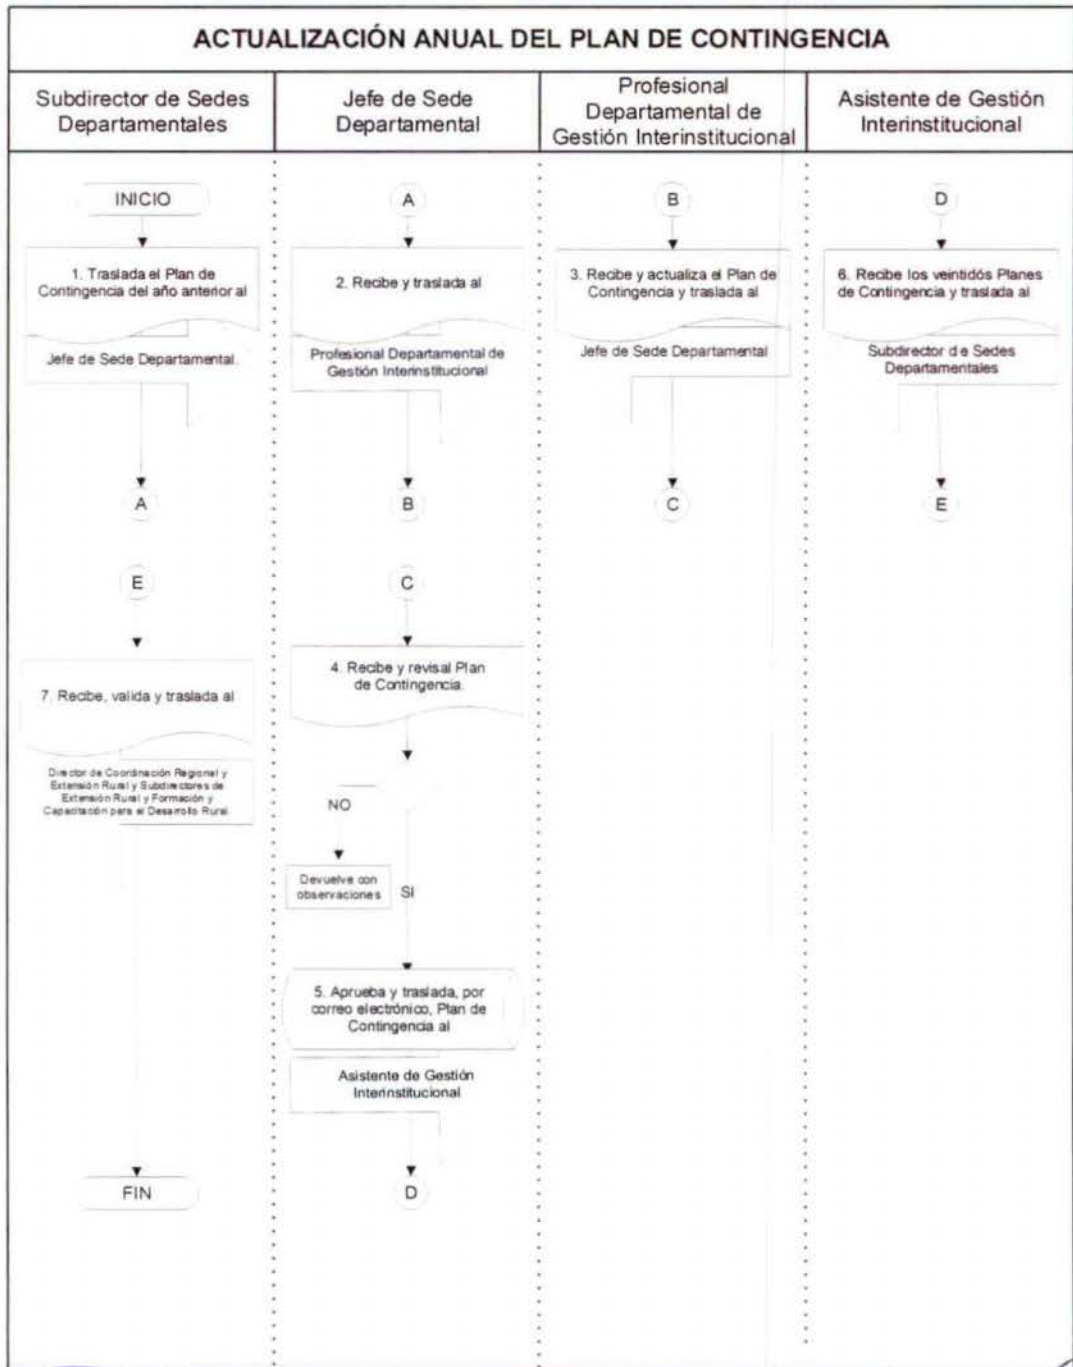 ACTUALIZACIÓN ANUAL DEL PLAN DE CONTINGENCIA
Subdirector de Sedes
Departamentales
Jefe de Sede
Departamental
Profesional
Departamental de
Gestión Interinstitucional
Asistente de Gestión
Interinstitucional
INICIO
1. Traslada el Plan de
Contingencia del año anterior al
Jefe de Sede Departamental.
A
E
7. Recibe, valida y traslada al
Director de Coordinación Regional y
Extensión Rural y Subdirectores de
Extensión Rural y Formación y
Capacitación para el Desarrollo Rural
FIN
A
2. Recibe y traslada al
Profesional Departamental de
Gestión Interinstitucional
B
C
4. Recibe y revisal Plan
de Contingencia.
NO
Devuelve con
observaciones
SI
5. Aprueba y traslada, por
correo electrónico, Plan de
Contingencia al
Asistente de Gestión
Interinstitucional
D
B
3. Recibe y actualiza el Plan de
Contingencia y traslada al
Jefe de Sede Departamental
C
D
6. Recibe los veintidós Planes
de Contingencia y traslada al
Subdirector de Sedes
Departamentales
E